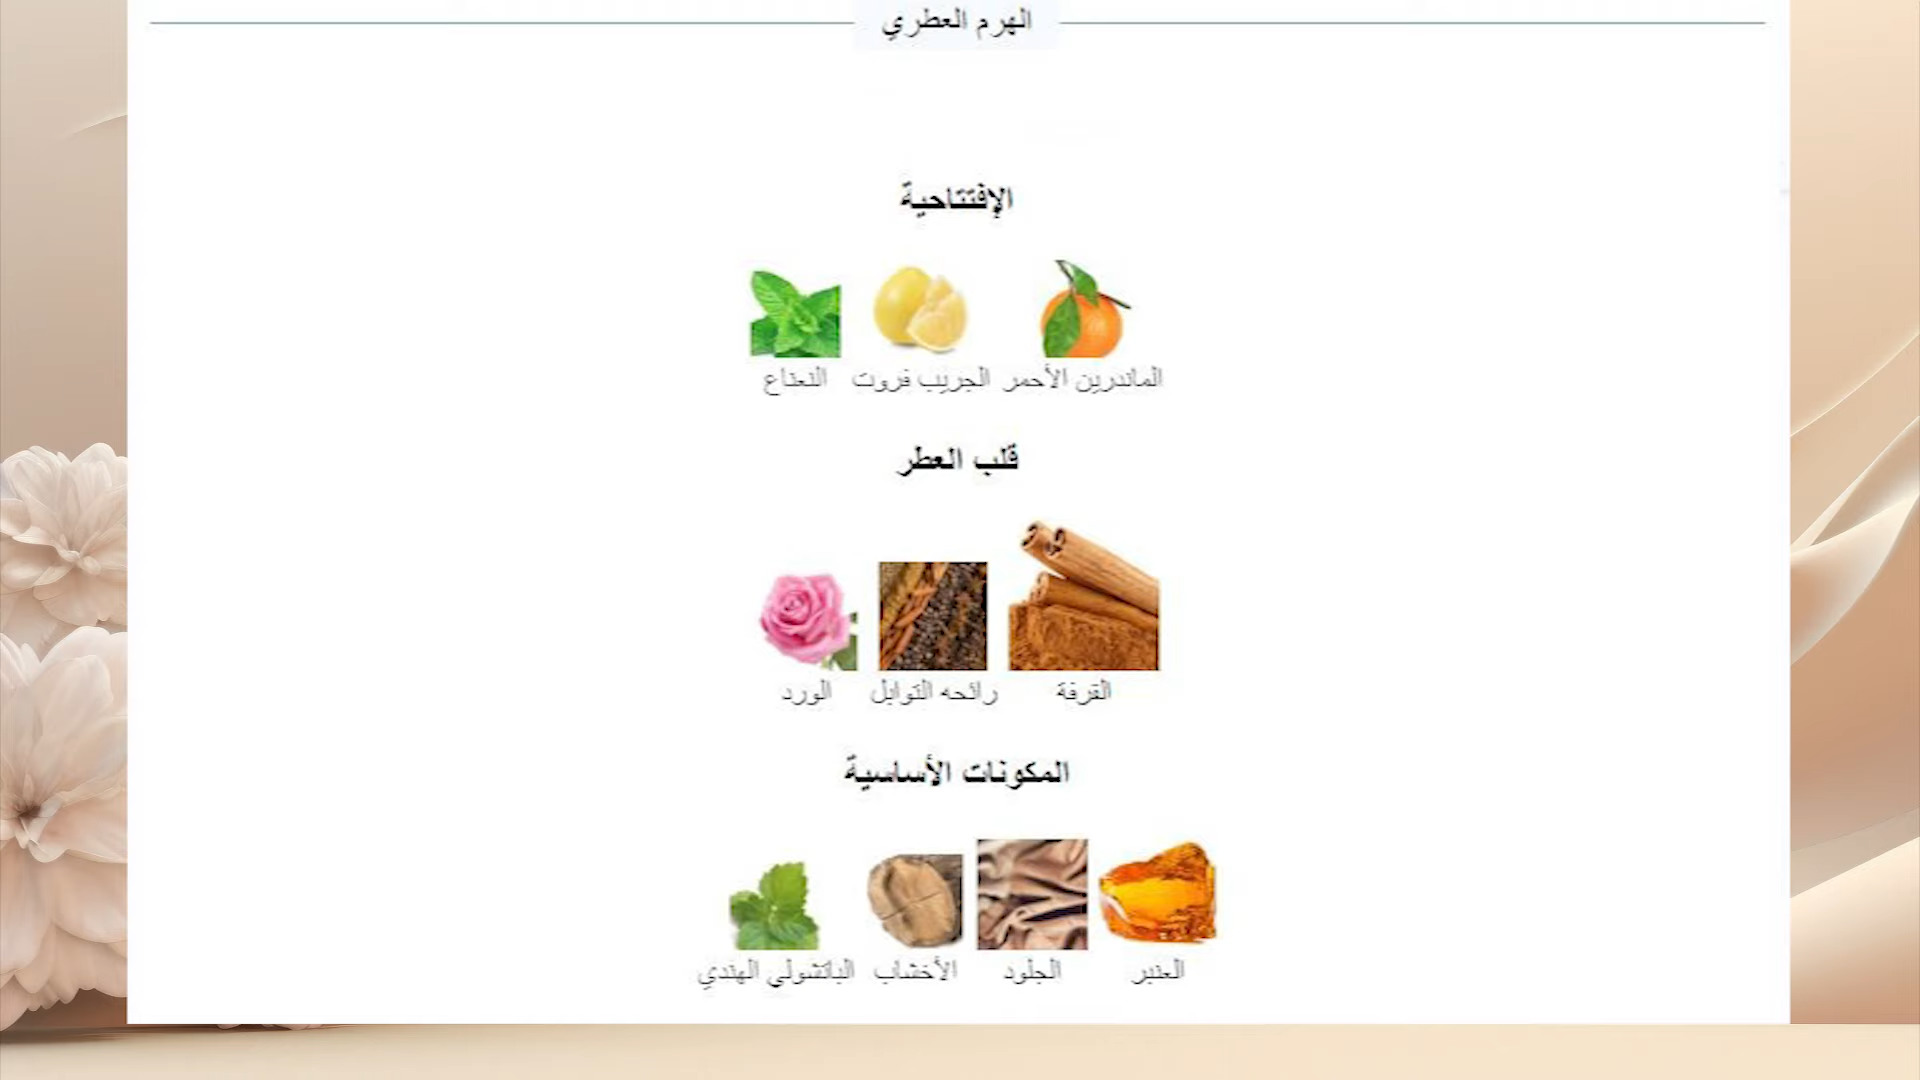 الهرم العطري
الإفتتاحية
الماندرين الأحمر الجريب فروت النعناع
قلب العطر
القرفة رائحه التوابل الورد
المكونات الأساسية
العنبر الجلود الأخشاب الباتشولي الهندي